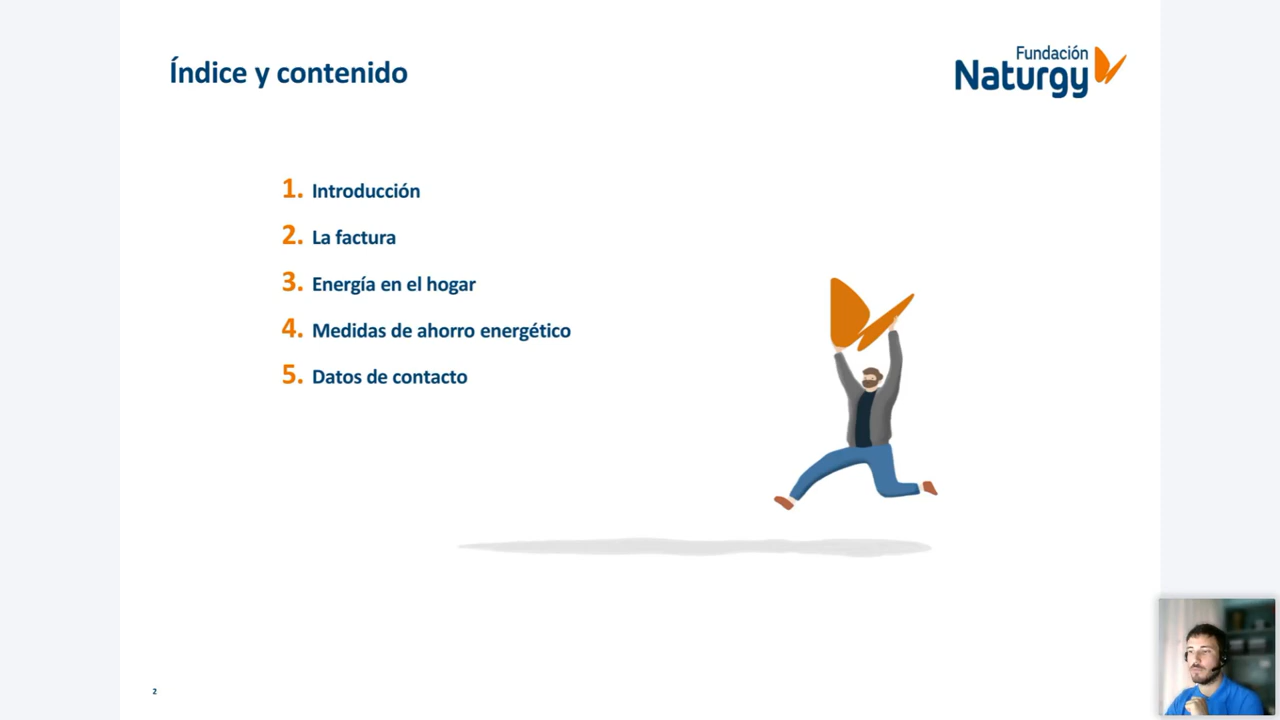 Índice y contenido
Fundación
Naturgy
1. Introducción
2. La factura
3. Energía en el hogar
4. Medidas de ahorro energético
5. Datos de contacto
2